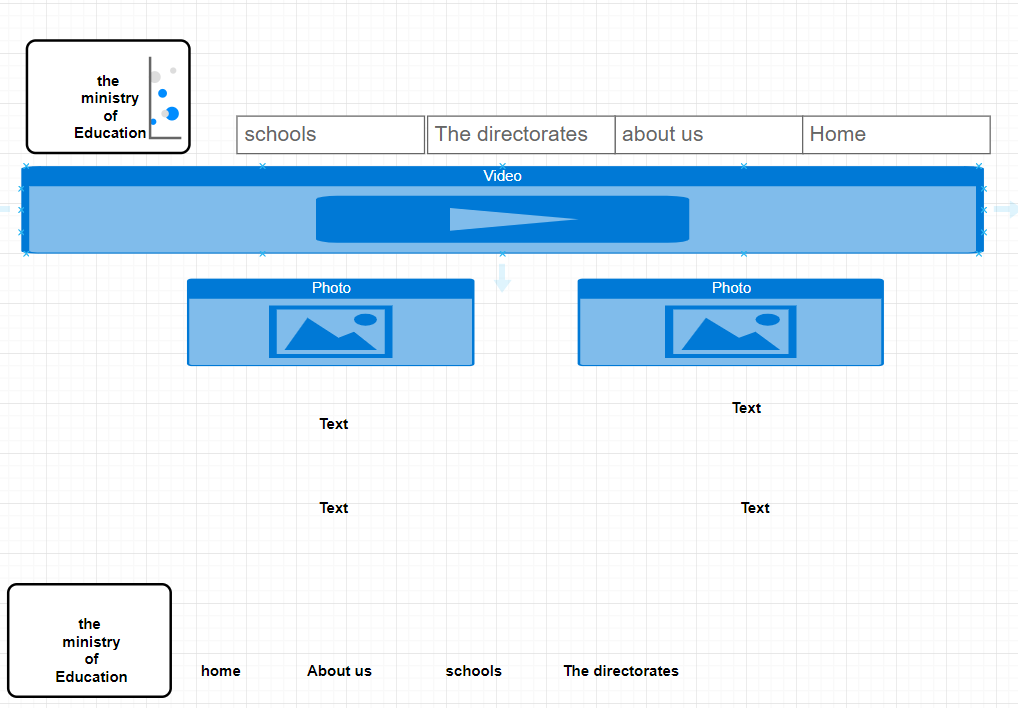 the
ministry
of
Education
schools
The directorates
about us
Home
Video
Photo
Photo
Text
Text
Text
Text
the
ministry
of
Education
home
About us
schools
The directorates